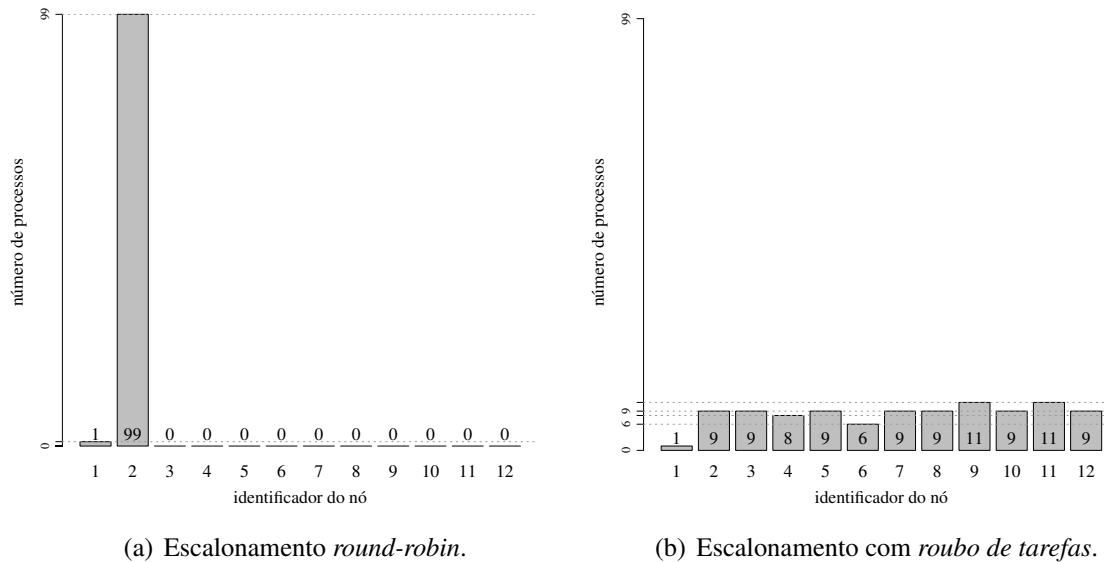 99
número de processos
0
1 99 0 0 0 0 0 0 0 0 0 0
1 2 3 4 5 6 7 8 9 10 11 12
identificador do nó
(a) Escalonamento round-robin.
99
número de processos
9
6
0
1 9 9 8 9 6 9 9 11 9 11 9
1 2 3 4 5 6 7 8 9 10 11 12
identificador do nó
(b) Escalonamento com roubo de tarefas.